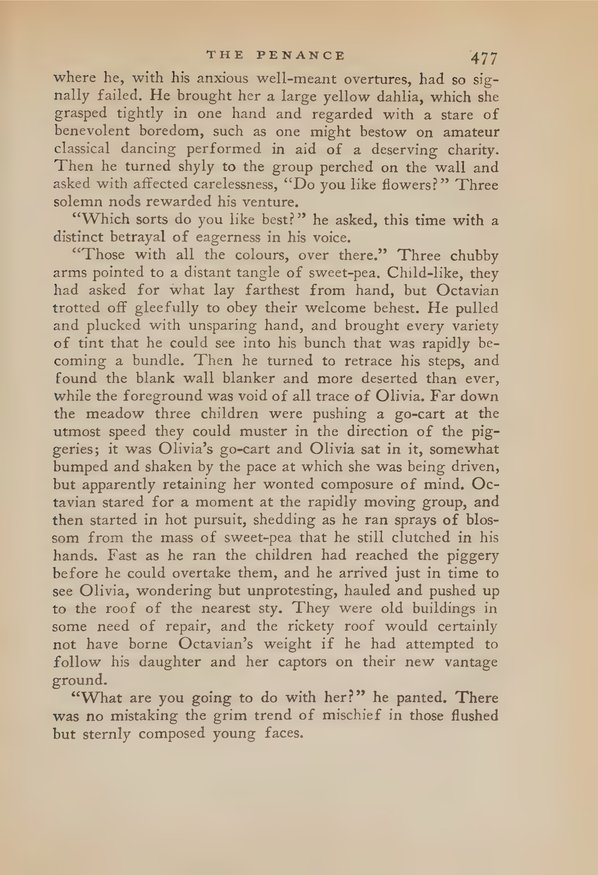 THE PENANCE 477
where he, with his anxious well-meant overtures, had so sig-
nally failed. He brought her a large yellow dahlia, which she
grasped tightly in one hand and regarded with a stare of
benevolent boredom, such as one might bestow on amateur
classical dancing performed in aid of a deserving charity.
Then he turned shyly to the group perched on the wall and
asked with affected carelessness, “Do you like flowers?” Three
solemn nods rewarded his venture.
“Which sorts do you like best?” he asked, this time with a
distinct betrayal of eagerness in his voice.
“Those with all the colours, over there.” Three chubby
arms pointed to a distant tangle of sweet-pea. Child-like, they
had asked for what lay farthest from hand, but Octavian
trotted off gleefully to obey their welcome behest. He pulled
and plucked with unsparing hand, and brought every variety
of tint that he could see into his bunch that was rapidly be-
coming a bundle. Then he turned to retrace his steps, and
found the blank wall blanker and more deserted than ever,
while the foreground was void of all trace of Olivia. Far down
the meadow three children were pushing a go-cart at the
utmost speed they could muster in the direction of the pig-
geries; it was Olivia’s go-cart and Olivia sat in it, somewhat
bumped and shaken by the pace at which she was being driven,
but apparently retaining her wonted composure of mind. Oc-
tavian stared for a moment at the rapidly moving group, and
then started in hot pursuit, shedding as he ran sprays of blos-
som from the mass of sweet-pea that he still clutched in his
hands. Fast as he ran the children had reached the piggery
before he could overtake them, and he arrived just in time to
see Olivia, wondering but unprotesting, hauled and pushed up
to the roof of the nearest sty. They were old buildings in
some need of repair, and the rickety roof would certainly
not have borne Octavian’s weight if he had attempted to
follow his daughter and her captors on their new vantage
ground.
“What are you going to do with her?” he panted. There
was no mistaking the grim trend of mischief in those flushed
but sternly composed young faces.